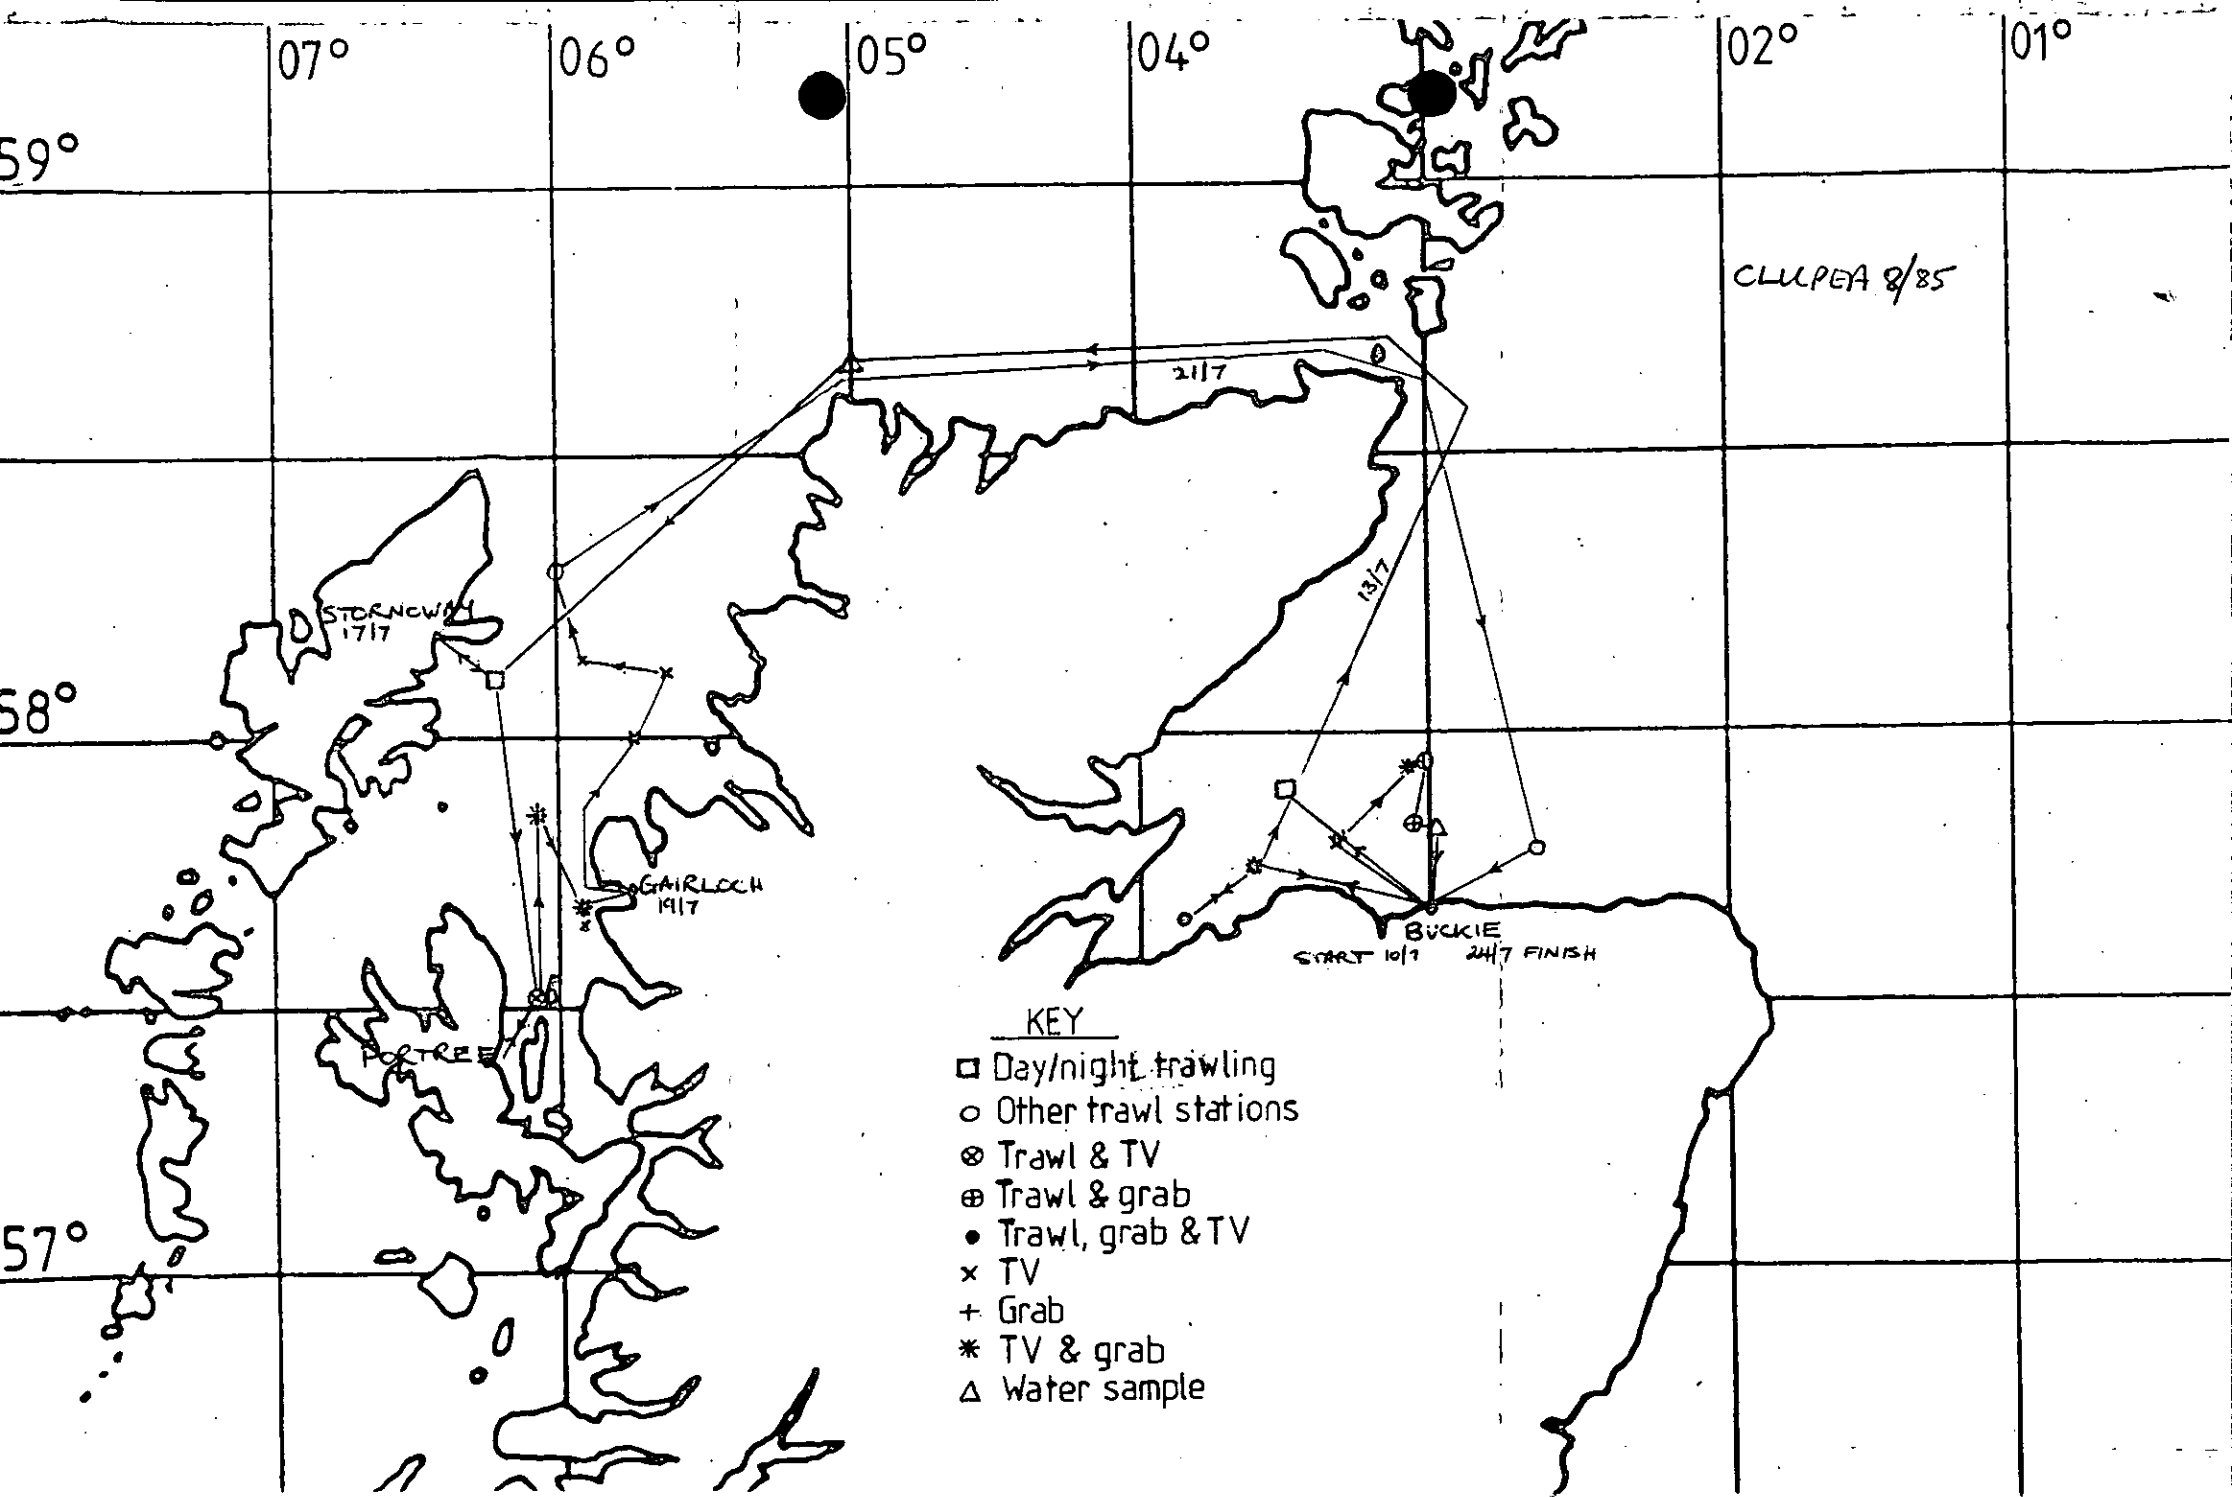 07° 06° 05° 04° 02° 01°
59°
CLUPEA 8/85
21/7
13/7
STORNOWAY
17/7
58°
GAIRLOCH
19/7
BUCKIE
START 10/7 24/7 FINISH
PORTREE
KEY
Day/night trawling
Other trawl stations
Trawl & TV
Trawl & grab
Trawl, grab & TV
TV
Grab
TV & grab
Water sample
57°